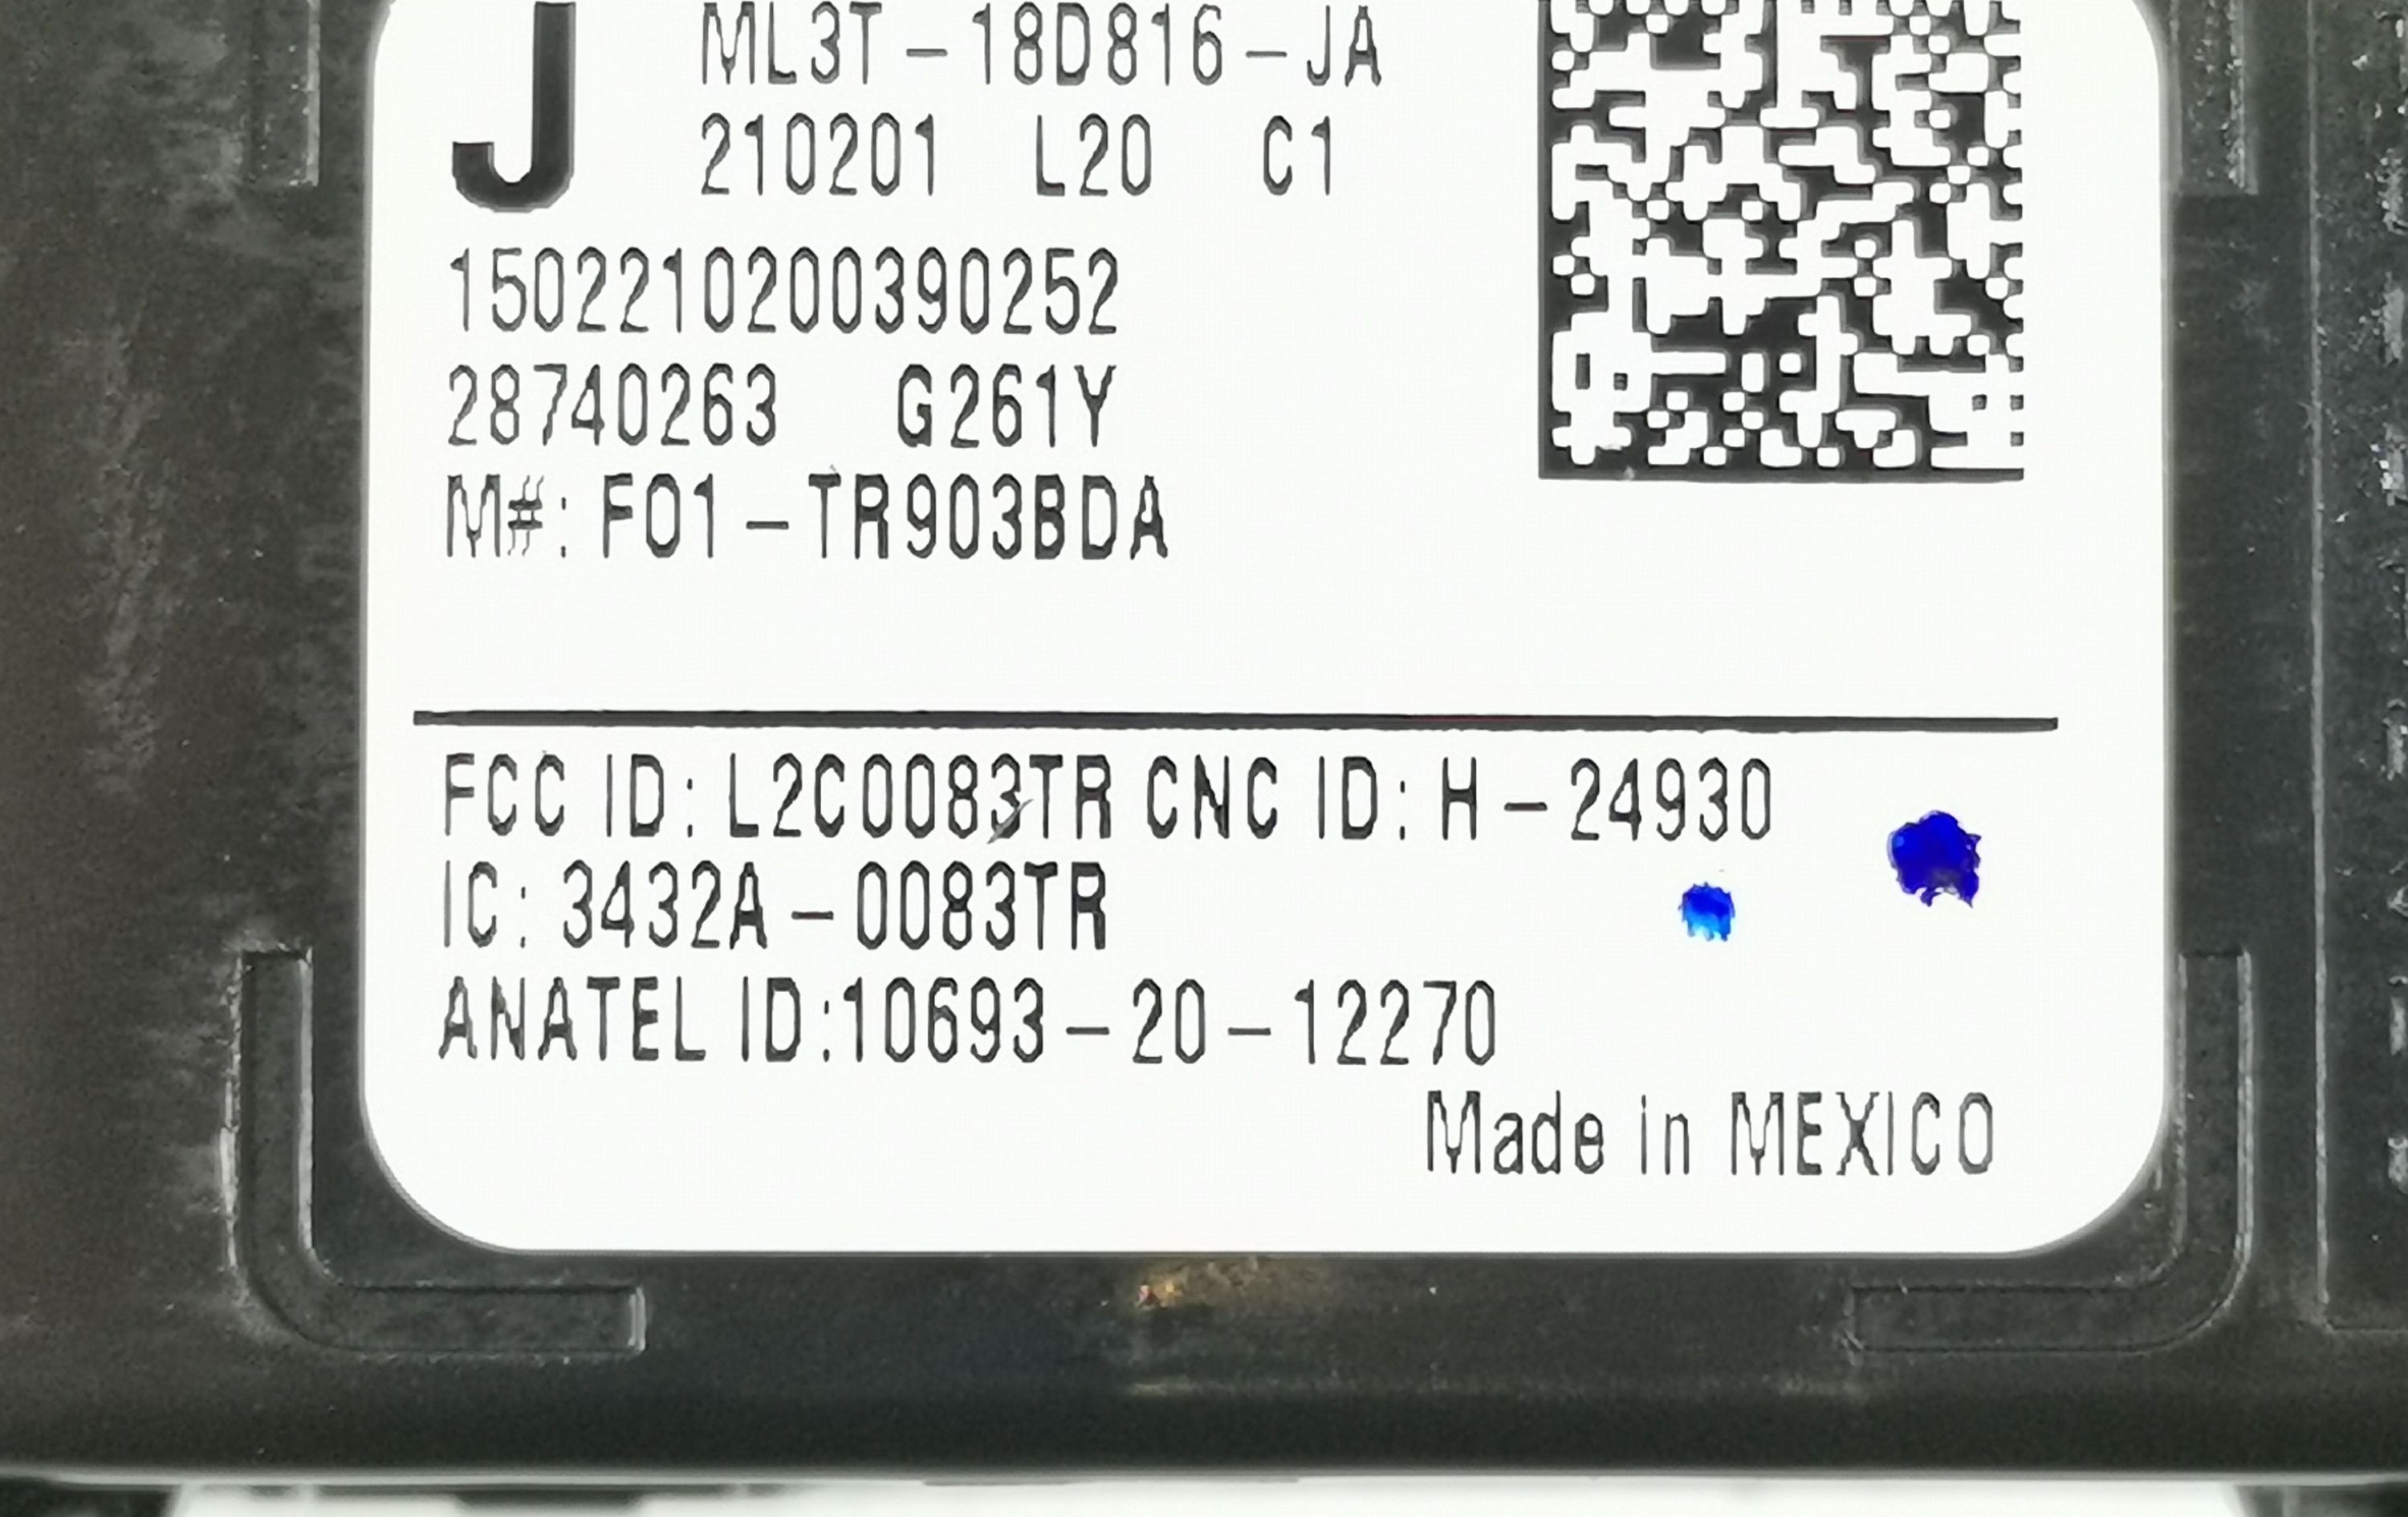 J
ML3T-18D816-JA
210201 L20 C1
1502210200390252
28740263 G261Y
M#: F01-TR903BDA
FCC ID: L2C0083TR CNC ID: H-24930
IC: 3432A-0083TR
ANATEL ID:10693-20-12270
Made in MEXICO